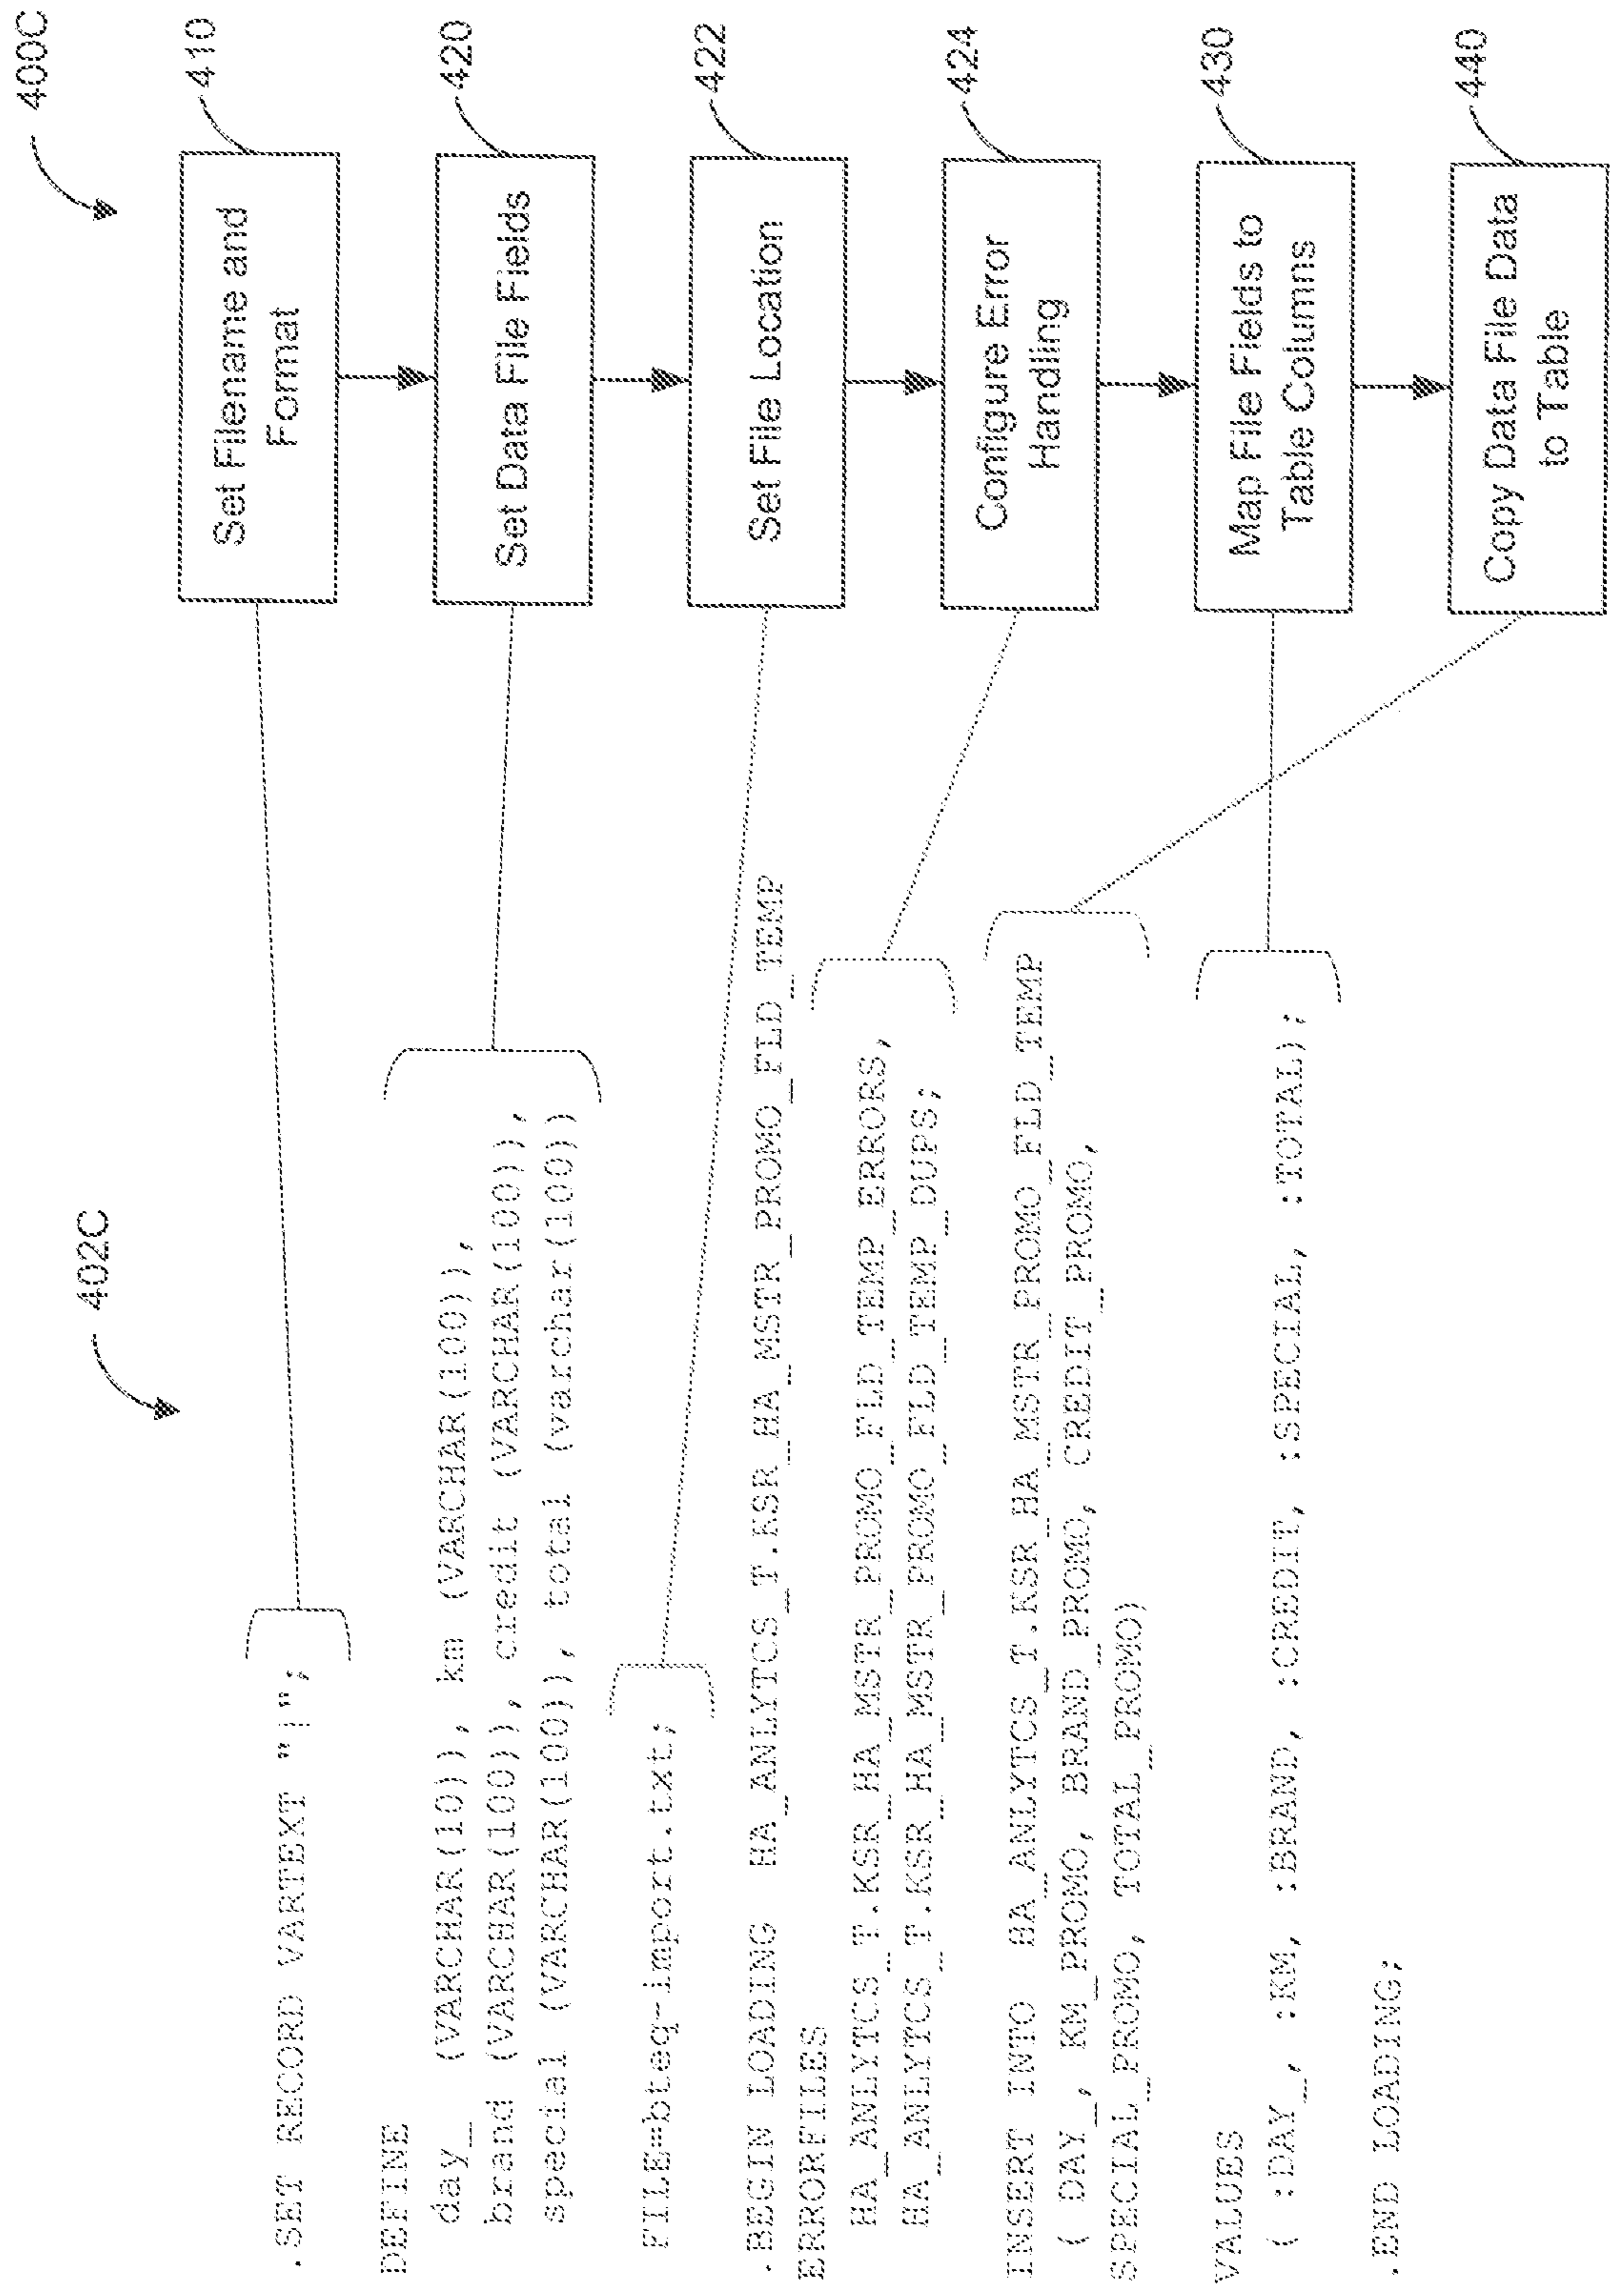 402C
.SET RECORD VARTEXT "|";
DEFINE
day_ (VARCHAR(10)), km (VARCHAR(100)),
brand (VARCHAR(100)), credit (VARCHAR(100)),
special (VARCHAR(100)), total (varchar(100))
FILE=bteq-import.txt;
.BEGIN LOADING HA_ANLYTCS_T.KSR_HA_MSTR_PROMO_FLD_TEMP
ERRORFILES
HA_ANLYTCS_T.KSR_HA_MSTR_PROMO_FLD_TEMP_ERRORS,
HA_ANLYTCS_T.KSR_HA_MSTR_PROMO_FLD_TEMP_DUPS;
INSERT INTO HA_ANLYTCS_T.KSR_HA_MSTR_PROMO_FLD_TEMP
( DAY_, KM_PROMO, BRAND_PROMO, CREDIT_PROMO,
SPECIAL_PROMO, TOTAL_PROMO)
VALUES
( :DAY_, :KM, :BRAND, :CREDIT, :SPECIAL, :TOTAL);
.END LOADING;
400C
410
Set Filename and
Format
420
Set Data File Fields
422
Set File Location
424
Configure Error
Handling
430
Map File Fields to
Table Columns
440
Copy Data File Data
to Table